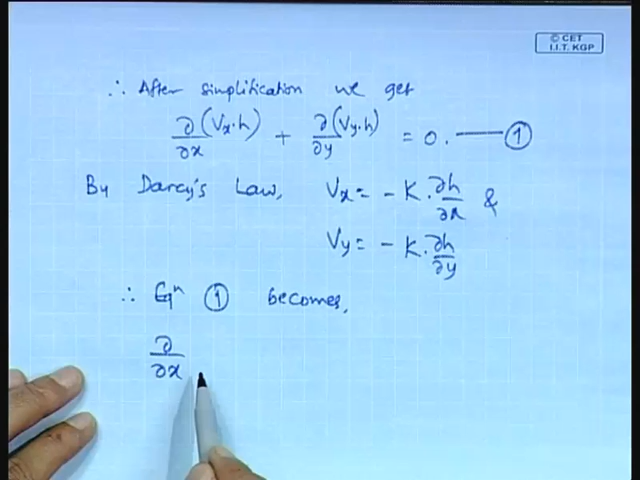 © CET
I.I.T. KGP
∴ After simplification we get
∂/∂x (Vx·h) + ∂/∂y (Vy·h) = 0. —— ①
By Darcy's Law, Vx = - K·∂h/∂x &
Vy = - K·∂h/∂y
∴ Eqn ① becomes,
∂/∂x